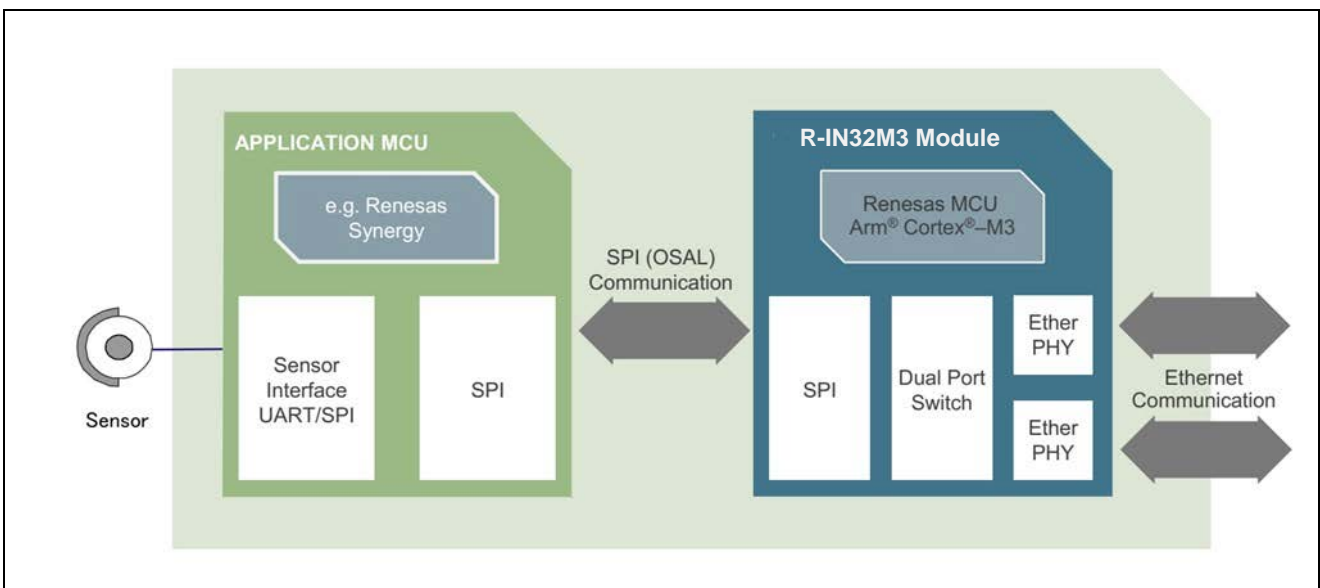 APPLICATION MCU
e.g. Renesas
Synergy
Sensor
Interface
UART/SPI
SPI
Sensor
SPI (OSAL)
Communication
R-IN32M3 Module
Renesas MCU
Arm® Cortex®–M3
SPI
Dual Port
Switch
Ether
PHY
Ether
PHY
Ethernet
Communication